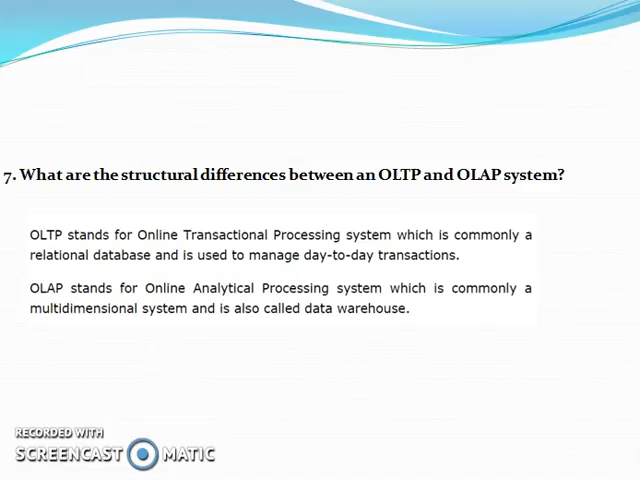 7. What are the structural differences between an OLTP and OLAP system?
OLTP stands for Online Transactional Processing system which is commonly a
relational database and is used to manage day-to-day transactions.
OLAP stands for Online Analytical Processing system which is commonly a
multidimensional system and is also called data warehouse.
RECORDED WITH
SCREENCAST MATIC